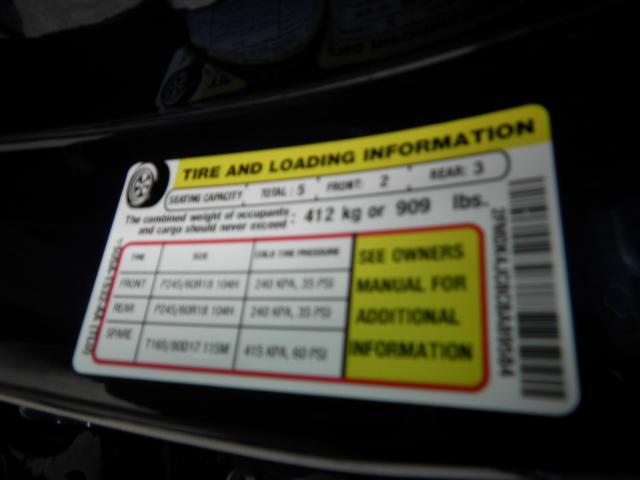 TIRE AND LOADING INFORMATION
SEATING CAPACITY TOTAL : 5 FRONT: 2 REAR: 3
The combined weight of occupants
and cargo should never exceed : 412 kg or 909 lbs.
TIRE SIZE COLD TIRE PRESSURE
FRONT P245/60R18 104H 240 KPA, 35 PSI
REAR P245/60R18 104H 240 KPA, 35 PSI
SPARE T165/80D17 115M 415 KPA, 60 PSI
SEE OWNERS
MANUAL FOR
ADDITIONAL
INFORMATION